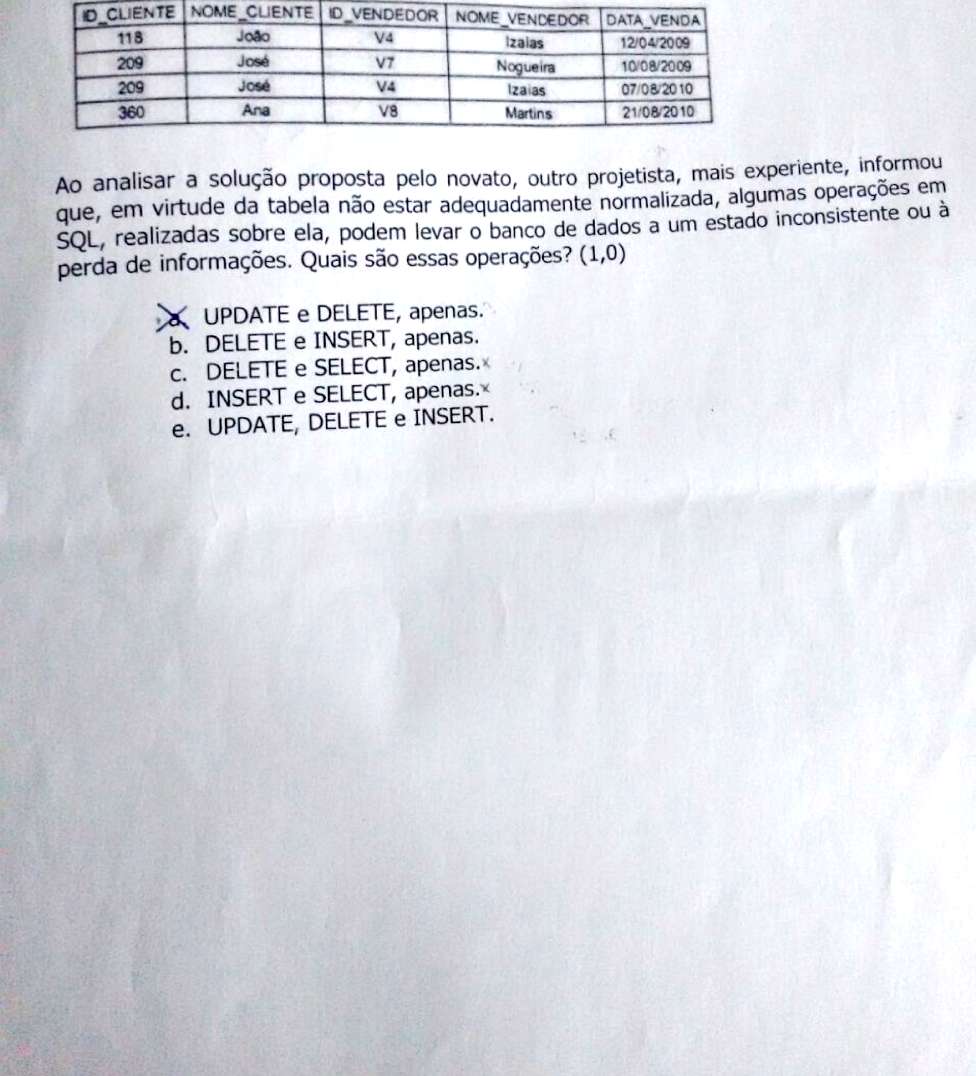 ID_CLIENTE NOME_CLIENTE ID_VENDEDOR NOME_VENDEDOR DATA_VENDA
118 João V4 Izaias 12/04/2009
209 José V7 Nogueira 10/08/2009
209 José V4 Izaias 07/08/2010
360 Ana V8 Martins 21/08/2010
Ao analisar a solução proposta pelo novato, outro projetista, mais experiente, informou
que, em virtude da tabela não estar adequadamente normalizada, algumas operações em
SQL, realizadas sobre ela, podem levar o banco de dados a um estado inconsistente ou à
perda de informações. Quais são essas operações? (1,0)
a. UPDATE e DELETE, apenas.
b. DELETE e INSERT, apenas.
c. DELETE e SELECT, apenas.x
d. INSERT e SELECT, apenas.x
e. UPDATE, DELETE e INSERT.